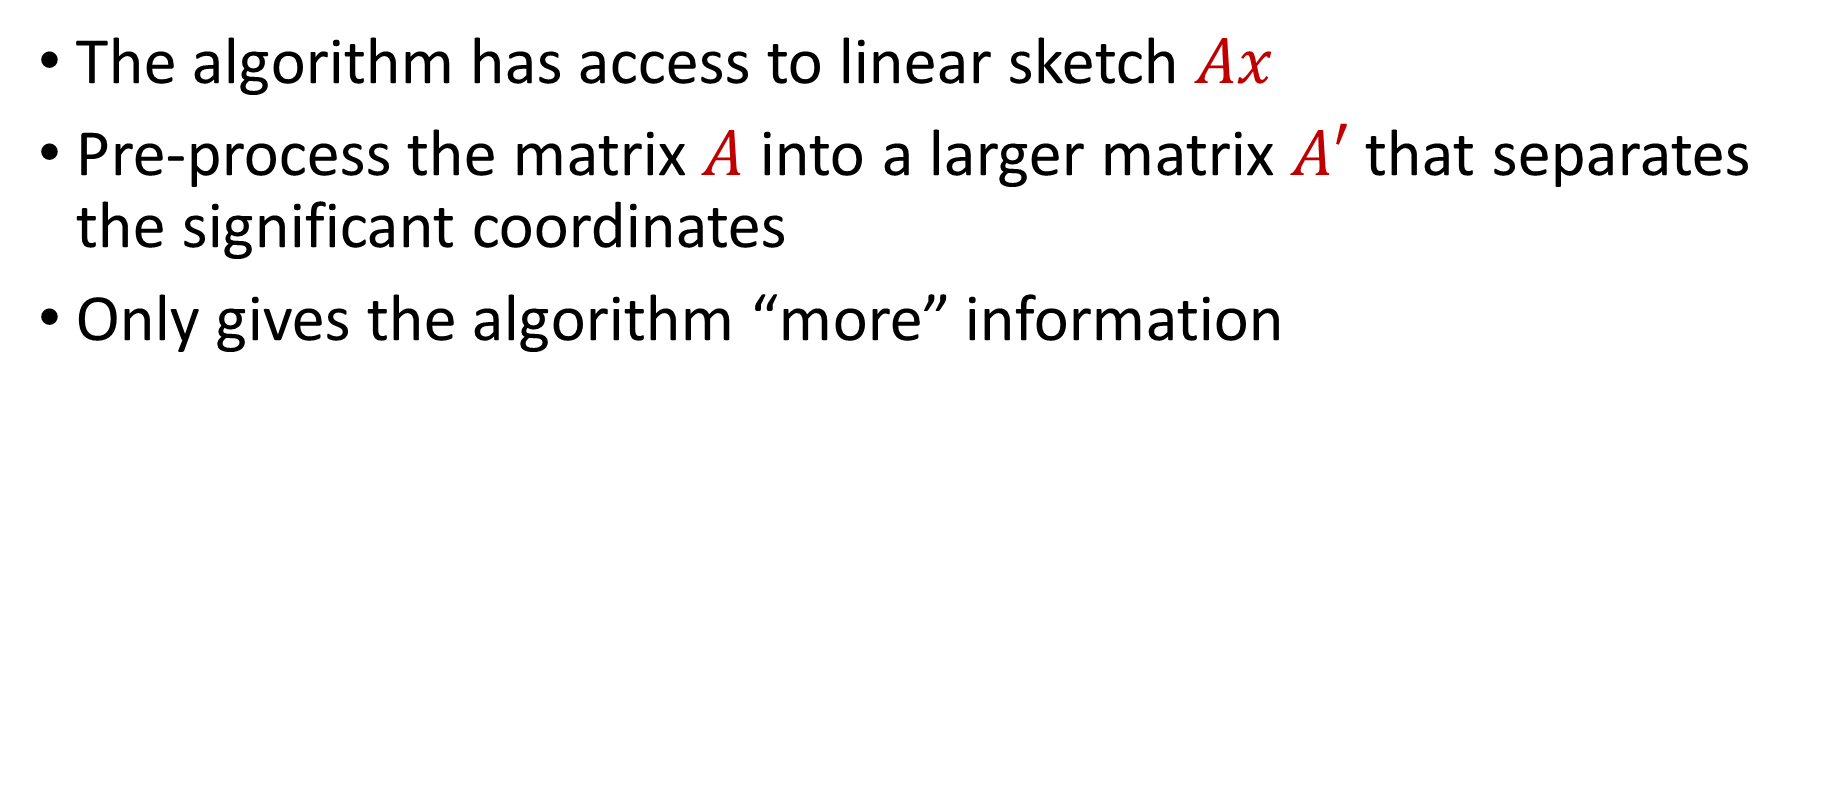 • The algorithm has access to linear sketch Ax
• Pre-process the matrix A into a larger matrix A′ that separates
the significant coordinates
• Only gives the algorithm “more” information